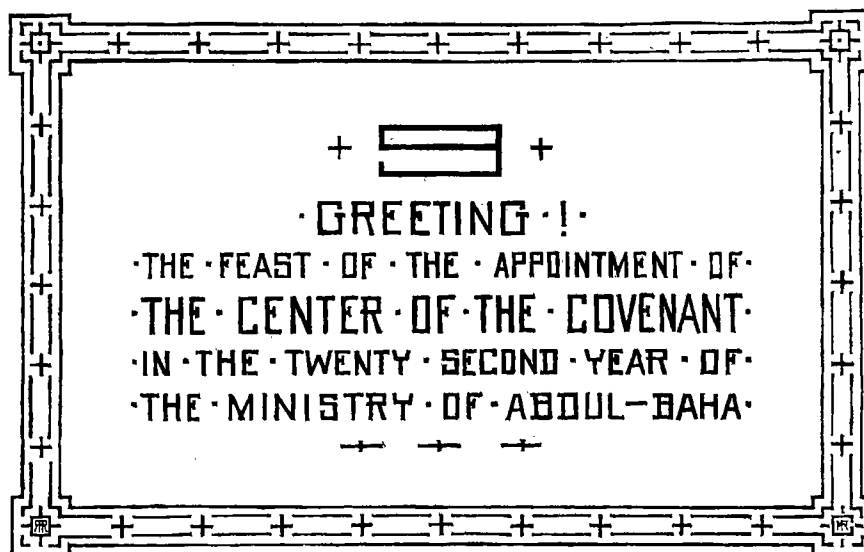 ·GREETING·!·
·THE·FEAST·OF·THE·APPOINTMENT·OF·
·THE·CENTER·OF·THE·COVENANT·
·IN·THE·TWENTY·SECOND·YEAR·OF·
·THE·MINISTRY·OF·ABDUL-BAHA·